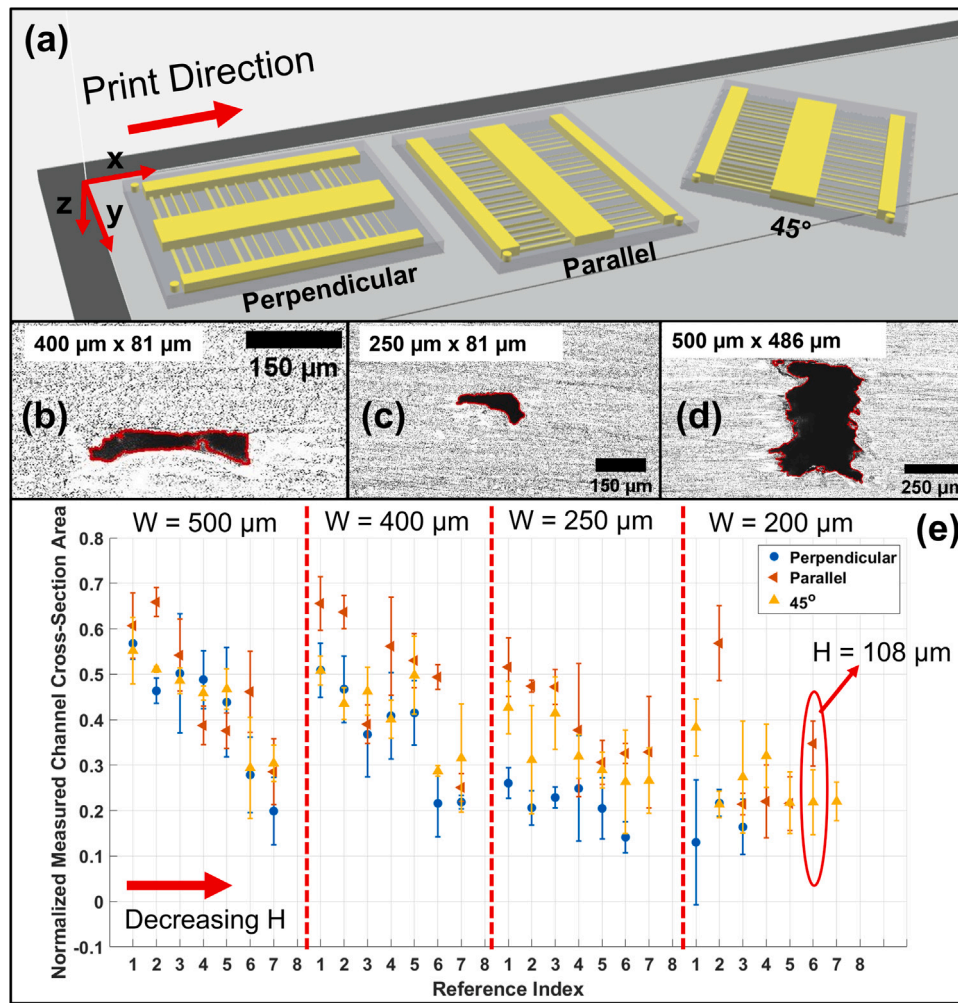 (a)
Print Direction
x
z
y
Perpendicular
Parallel
45°
400 µm x 81 µm
150 µm
(b)
250 µm x 81 µm
(c)
150 µm
500 µm x 486 µm
(d)
250 µm
W = 500 µm
W = 400 µm
W = 250 µm
W = 200 µm
(e)
Normalized Measured Channel Cross-Section Area
0.8
0.7
0.6
0.5
0.4
0.3
0.2
0.1
0
-0.1
Perpendicular
Parallel
45°
H = 108 µm
Decreasing H
1 2 3 4 5 6 7 8 1 2 3 4 5 6 7 8 1 2 3 4 5 6 7 8 1 2 3 4 5 6 7 8
Reference Index